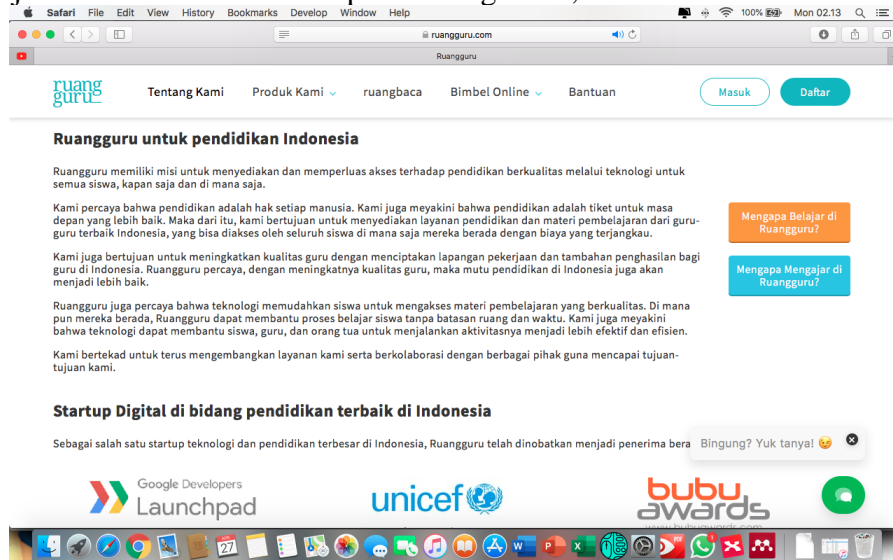 Safari File Edit View History Bookmarks Develop Window Help 100% Mon 02.13
ruangguru.com
Ruangguru
ruang
guru
Tentang Kami Produk Kami ruangbaca Bimbel Online Bantuan Masuk Daftar
Ruangguru untuk pendidikan Indonesia
Ruangguru memiliki misi untuk menyediakan dan memperluas akses terhadap pendidikan berkualitas melalui teknologi untuk
semua siswa, kapan saja dan di mana saja.
Kami percaya bahwa pendidikan adalah hak setiap manusia. Kami juga meyakini bahwa pendidikan adalah tiket untuk masa
depan yang lebih baik. Maka dari itu, kami bertujuan untuk menyediakan layanan pendidikan dan materi pembelajaran dari guru-
guru terbaik Indonesia, yang bisa diakses oleh seluruh siswa di mana saja mereka berada dengan biaya yang terjangkau.
Kami juga bertujuan untuk meningkatkan kualitas guru dengan menciptakan lapangan pekerjaan dan tambahan penghasilan bagi
guru di Indonesia. Ruangguru percaya, dengan meningkatnya kualitas guru, maka mutu pendidikan di Indonesia juga akan
menjadi lebih baik.
Ruangguru juga percaya bahwa teknologi memudahkan siswa untuk mengakses materi pembelajaran yang berkualitas. Di mana
pun mereka berada, Ruangguru dapat membantu proses belajar siswa tanpa batasan ruang dan waktu. Kami juga meyakini
bahwa teknologi dapat membantu siswa, guru, dan orang tua untuk menjalankan aktivitasnya menjadi lebih efektif dan efisien.
Kami bertekad untuk terus mengembangkan layanan kami serta berkolaborasi dengan berbagai pihak guna mencapai tujuan-
tujuan kami.
Mengapa Belajar di
Ruangguru?
Mengapa Mengajar di
Ruangguru?
Startup Digital di bidang pendidikan terbaik di Indonesia
Sebagai salah satu startup teknologi dan pendidikan terbesar di Indonesia, Ruangguru telah dinobatkan menjadi penerima bera
Bingung? Yuk tanya! 😉
Google Developers
Launchpad
unicef
bubu
awards
www.bubuawards.com
27